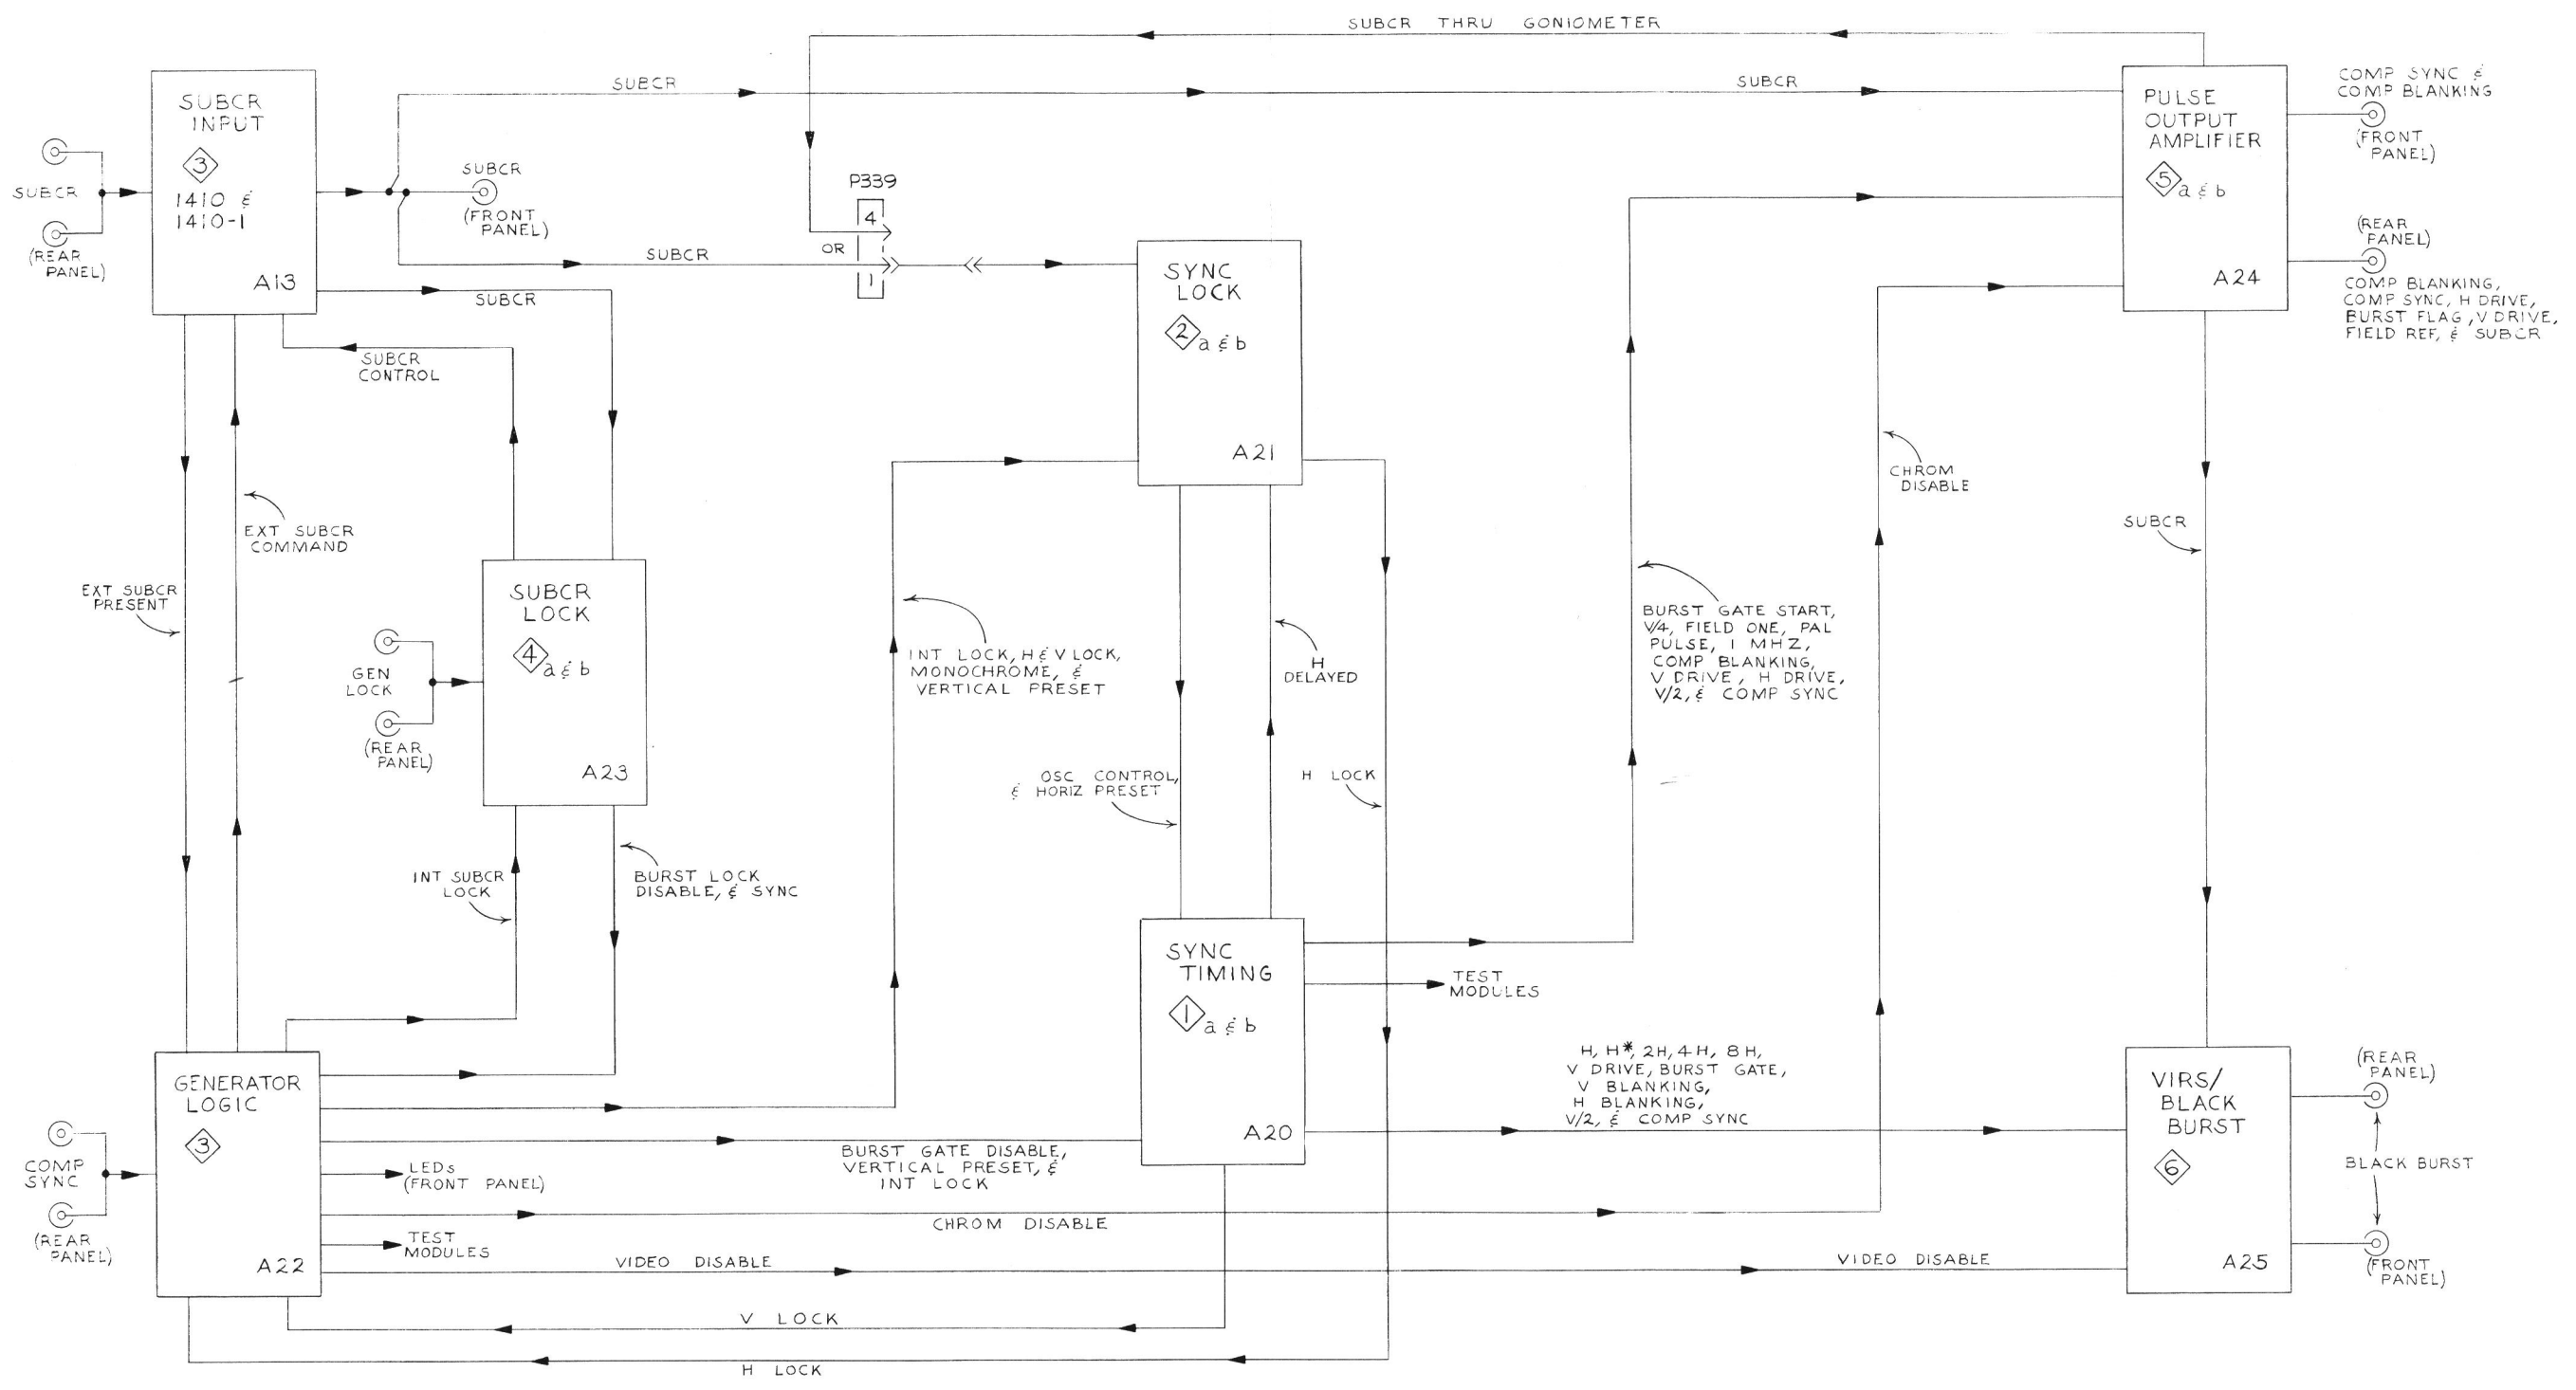 SUBCR THRU GONIOMETER
SUBCR
INPUT
3
1410 &
1410-1
A13
SUBCR
(REAR
PANEL)
SUBCR
SUBCR
SUBCR
(FRONT
PANEL)
P339
4
OR
1
SUBCR
SUBCR
SUBCR
CONTROL
SYNC
LOCK
2 a & b
A21
PULSE
OUTPUT
AMPLIFIER
5 a & b
A24
COMP SYNC &
COMP BLANKING
(FRONT
PANEL)
(REAR
PANEL)
COMP BLANKING,
COMP SYNC, H DRIVE,
BURST FLAG, V DRIVE,
FIELD REF, & SUBCR
CHROM
DISABLE
SUBCR
EXT SUBCR
COMMAND
EXT SUBCR
PRESENT
SUBCR
LOCK
4 a & b
A23
GEN
LOCK
(REAR
PANEL)
INT LOCK, H & V LOCK,
MONOCHROME, &
VERTICAL PRESET
H
DELAYED
BURST GATE START,
V/4, FIELD ONE, PAL
PULSE, 1 MHZ,
COMP BLANKING,
V DRIVE, H DRIVE,
V/2, & COMP SYNC
OSC CONTROL,
& HORIZ PRESET
H LOCK
INT SUBCR
LOCK
BURST LOCK
DISABLE, & SYNC
SYNC
TIMING
1 a & b
A20
TEST
MODULES
H, H*, 2H, 4H, 8H,
V DRIVE, BURST GATE,
V BLANKING,
H BLANKING,
V/2, & COMP SYNC
GENERATOR
LOGIC
3
A22
COMP
SYNC
(REAR
PANEL)
BURST GATE DISABLE,
VERTICAL PRESET, &
INT LOCK
LEDs
(FRONT PANEL)
CHROM DISABLE
TEST
MODULES
VIDEO DISABLE
VIDEO DISABLE
VIRS/
BLACK
BURST
6
A25
(REAR
PANEL)
BLACK BURST
(FRONT
PANEL)
V LOCK
H LOCK